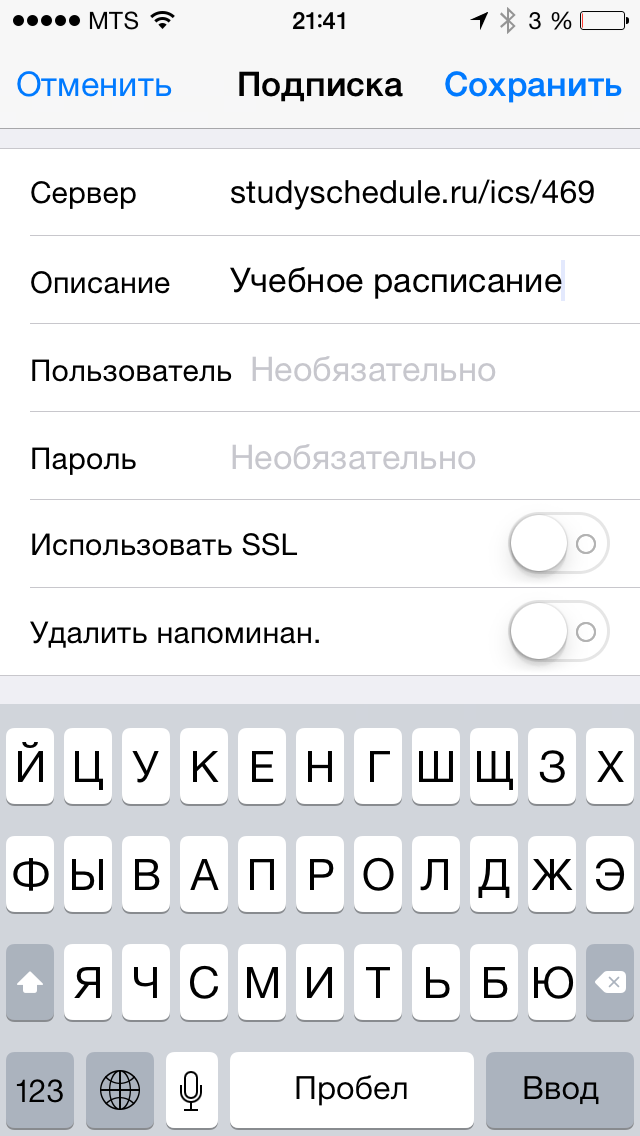 MTS 21:41 3 %
Отменить Подписка Сохранить
Сервер studyschedule.ru/ics/469
Описание Учебное расписание
Пользователь Необязательно
Пароль Необязательно
Использовать SSL
Удалить напоминан.
Й Ц У К Е Н Г Ш Щ З Х
Ф Ы В А П Р О Л Д Ж Э
Я Ч С М И Т Ь Б Ю
123 Пробел Ввод